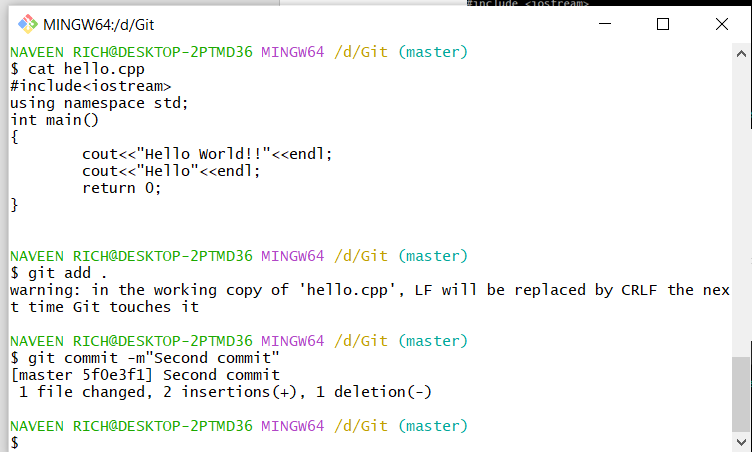 #include <iostream>
MINGW64:/d/Git
NAVEEN RICH@DESKTOP-2PTMD36 MINGW64 /d/Git (master)
$ cat hello.cpp
#include<iostream>
using namespace std;
int main()
{
        cout<<"Hello World!!"<<endl;
        cout<<"Hello"<<endl;
        return 0;
}
NAVEEN RICH@DESKTOP-2PTMD36 MINGW64 /d/Git (master)
$ git add .
warning: in the working copy of 'hello.cpp', LF will be replaced by CRLF the nex
t time Git touches it
NAVEEN RICH@DESKTOP-2PTMD36 MINGW64 /d/Git (master)
$ git commit -m"Second commit"
[master 5f0e3f1] Second commit
 1 file changed, 2 insertions(+), 1 deletion(-)
NAVEEN RICH@DESKTOP-2PTMD36 MINGW64 /d/Git (master)
$